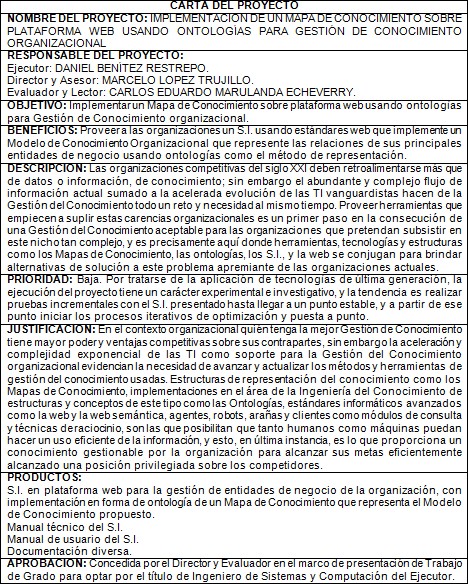 CARTA DEL PROYECTO
NOMBRE DEL PROYECTO: IMPLEMENTACIÓN DE UN MAPA DE CONOCIMIENTO SOBRE
PLATAFORMA WEB USANDO ONTOLOGÍAS PARA GESTIÓN DE CONOCIMIENTO
ORGANIZACIONAL
RESPONSABLE DEL PROYECTO:
Ejecutor: DANIEL BENÍTEZ RESTREPO.
Director y Asesor: MARCELO LOPEZ TRUJILLO.
Evaluador y Lector: CARLOS EDUARDO MARULANDA ECHEVERRY.
OBJETIVO: Implementar un Mapa de Conocimiento sobre plataforma web usando ontologías
para Gestión de Conocimiento organizacional.
BENEFICIOS: Proveer a las organizaciones un S.I. usando estándares web que implemente un
Modelo de Conocimiento Organizacional que represente las relaciones de sus principales
entidades de negocio usando ontologías como el método de representación.
DESCRIPCIÓN: Las organizaciones competitivas del siglo XXI deben retroalimentarse más que
de datos o información, de conocimiento; sin embargo el abundante y complejo flujo de
información actual sumado a la acelerada evolución de las TI vanguardistas hacen de la
Gestión del Conocimiento todo un reto y necesidad al mismo tiempo. Proveer herramientas que
empiecen a suplir estas carencias organizacionales es un primer paso en la consecución de
una Gestión del Conocimiento aceptable para las organizaciones que pretendan subsistir en
este nicho tan complejo, y es precisamente aquí donde herramientas, tecnologías y estructuras
como los Mapas de Conocimiento, las ontologías, los S.I., y la web se conjugan para brindar
alternativas de solución a este problema apremiante de las organizaciones actuales.
PRIORIDAD: Baja. Por tratarse de la aplicación de tecnologías de última generación, la
ejecución del proyecto tiene un carácter experimental e investigativo, y la tendencia es realizar
pruebas incrementales con el S.I. presentado hasta llegar a un punto estable, y a partir de ese
punto iniciar los procesos iterativos de optimización y puesta a punto.
JUSTIFICACIÓN: En el contexto organizacional quién tenga la mejor Gestión de Conocimiento
tiene mayor poder y ventajas competitivas sobre sus contrapartes, sin embargo la aceleración y
complejidad exponencial de las TI como soporte para la Gestión del Conocimiento
organizacional evidencian la necesidad de avanzar y actualizar los métodos y herramientas de
gestión del conocimiento usadas. Estructuras de representación del conocimiento como los
Mapas de Conocimiento, implementaciones en el área de la Ingeniería del Conocimiento de
estructuras y conceptos de este tipo como las Ontologías, estándares informáticos avanzados
como la web y la web semántica, agentes, robots, arañas y clientes como módulos de consulta
y técnicas de raciocinio, son las que posibilitan que tanto humanos como máquinas puedan
hacer un uso eficiente de la información, y esto, en última instancia, es lo que proporciona un
conocimiento gestionable por la organización para alcanzar sus metas eficientemente
alcanzado una posición privilegiada sobre los competidores.
PRODUCTOS:
S.I. en plataforma web para la gestión de entidades de negocio de la organización, con
implementación en forma de ontología de un Mapa de Conocimiento que representa el Modelo
de Conocimiento propuesto.
Manual técnico del S.I.
Manual de usuario del S.I.
Documentación diversa.
APROBACIÓN: Concedida por el Director y Evaluador en el marco de presentación de Trabajo
de Grado para optar por el título de Ingeniero de Sistemas y Computación del Ejecutor.